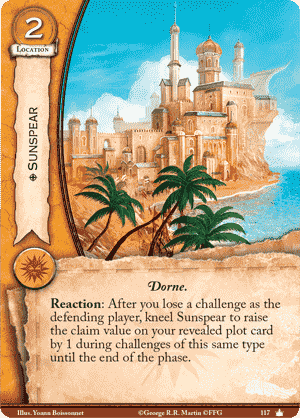 2
LOCATION
SUNSPEAR
Dorne.
Reaction: After you lose a challenge as the
defending player, kneel Sunspear to raise
the claim value on your revealed plot card
by 1 during challenges of this same type
until the end of the phase.
Illus. Yoann Boissonnet ©George R.R. Martin ©FFG 117